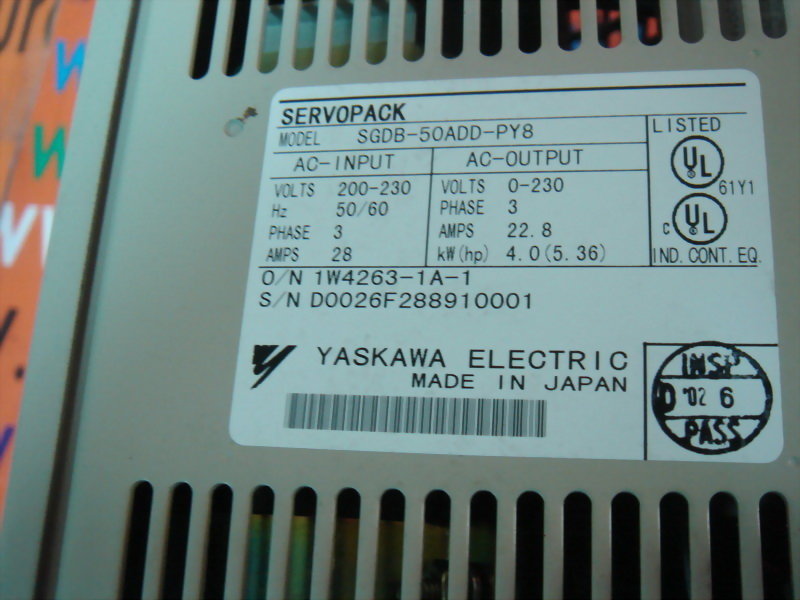 SERVOPACK
MODEL SGDB-50ADD-PY8
AC-INPUT
VOLTS 200-230
Hz 50/60
PHASE 3
AMPS 28
AC-OUTPUT
VOLTS 0-230
PHASE 3
AMPS 22.8
kW(hp) 4.0(5.36)
LISTED
UL
61Y1
C UL
IND. CONT. EQ.
O/N 1W4263-1A-1
S/N D0026F288910001
YASKAWA ELECTRIC
MADE IN JAPAN
INSP
D '02 6
PASS